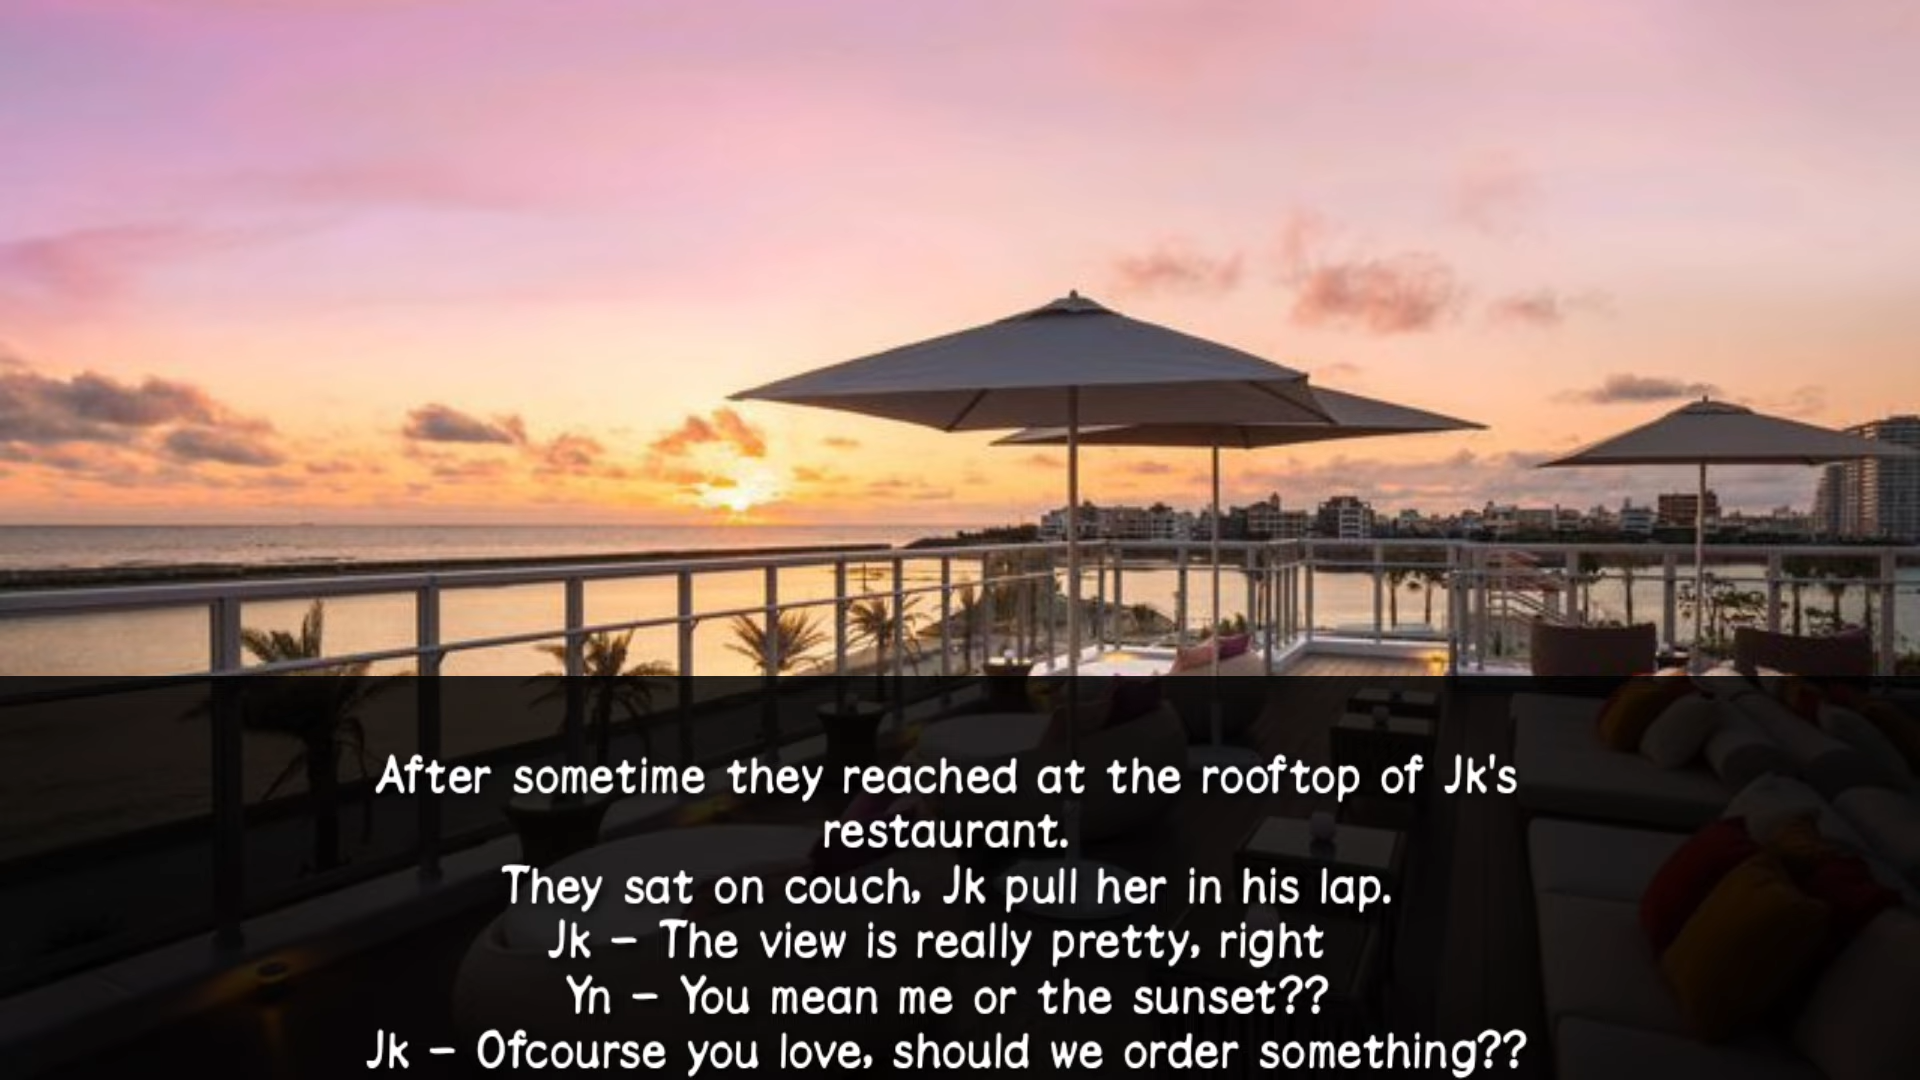 After sometime they reached at the rooftop of Jk's
restaurant.
They sat on couch, Jk pull her in his lap.
Jk - The view is really pretty, right
Yn - You mean me or the sunset??
Jk - Ofcourse you love, should we order something??